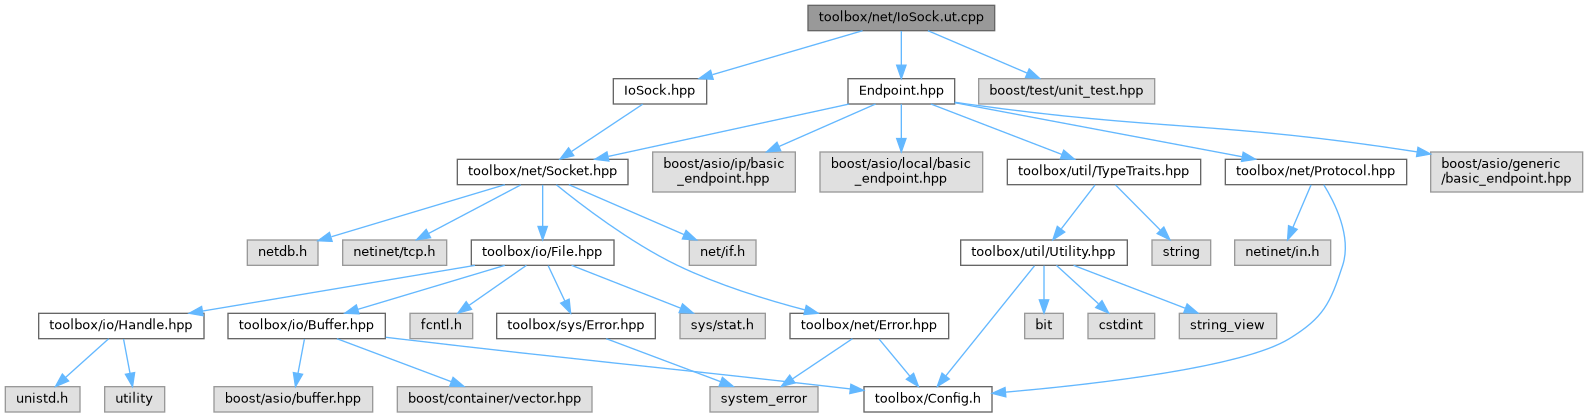 toolbox/net/IoSock.ut.cpp
IoSock.hpp
Endpoint.hpp
boost/test/unit_test.hpp
toolbox/net/Socket.hpp
boost/asio/ip/basic
_endpoint.hpp
boost/asio/local/basic
_endpoint.hpp
toolbox/util/TypeTraits.hpp
toolbox/net/Protocol.hpp
boost/asio/generic
/basic_endpoint.hpp
netdb.h
netinet/tcp.h
toolbox/io/File.hpp
net/if.h
toolbox/util/Utility.hpp
string
netinet/in.h
toolbox/io/Handle.hpp
toolbox/io/Buffer.hpp
fcntl.h
toolbox/sys/Error.hpp
sys/stat.h
toolbox/net/Error.hpp
bit
cstdint
string_view
unistd.h
utility
boost/asio/buffer.hpp
boost/container/vector.hpp
system_error
toolbox/Config.h